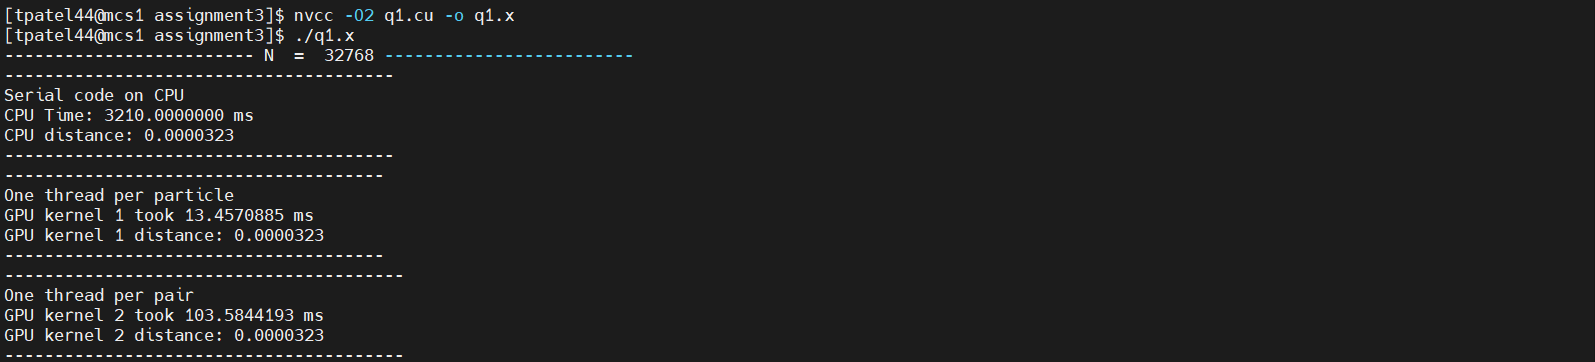 [tpatel44@mcs1 assignment3]$ nvcc -O2 q1.cu -o q1.x
[tpatel44@mcs1 assignment3]$ ./q1.x
------------------------- N  =  32768 -------------------------
---------------------------------------
Serial code on CPU
CPU Time: 3210.0000000 ms
CPU distance: 0.0000323
---------------------------------------
--------------------------------------
One thread per particle
GPU kernel 1 took 13.4570885 ms
GPU kernel 1 distance: 0.0000323
--------------------------------------
----------------------------------------
One thread per pair
GPU kernel 2 took 103.5844193 ms
GPU kernel 2 distance: 0.0000323
----------------------------------------